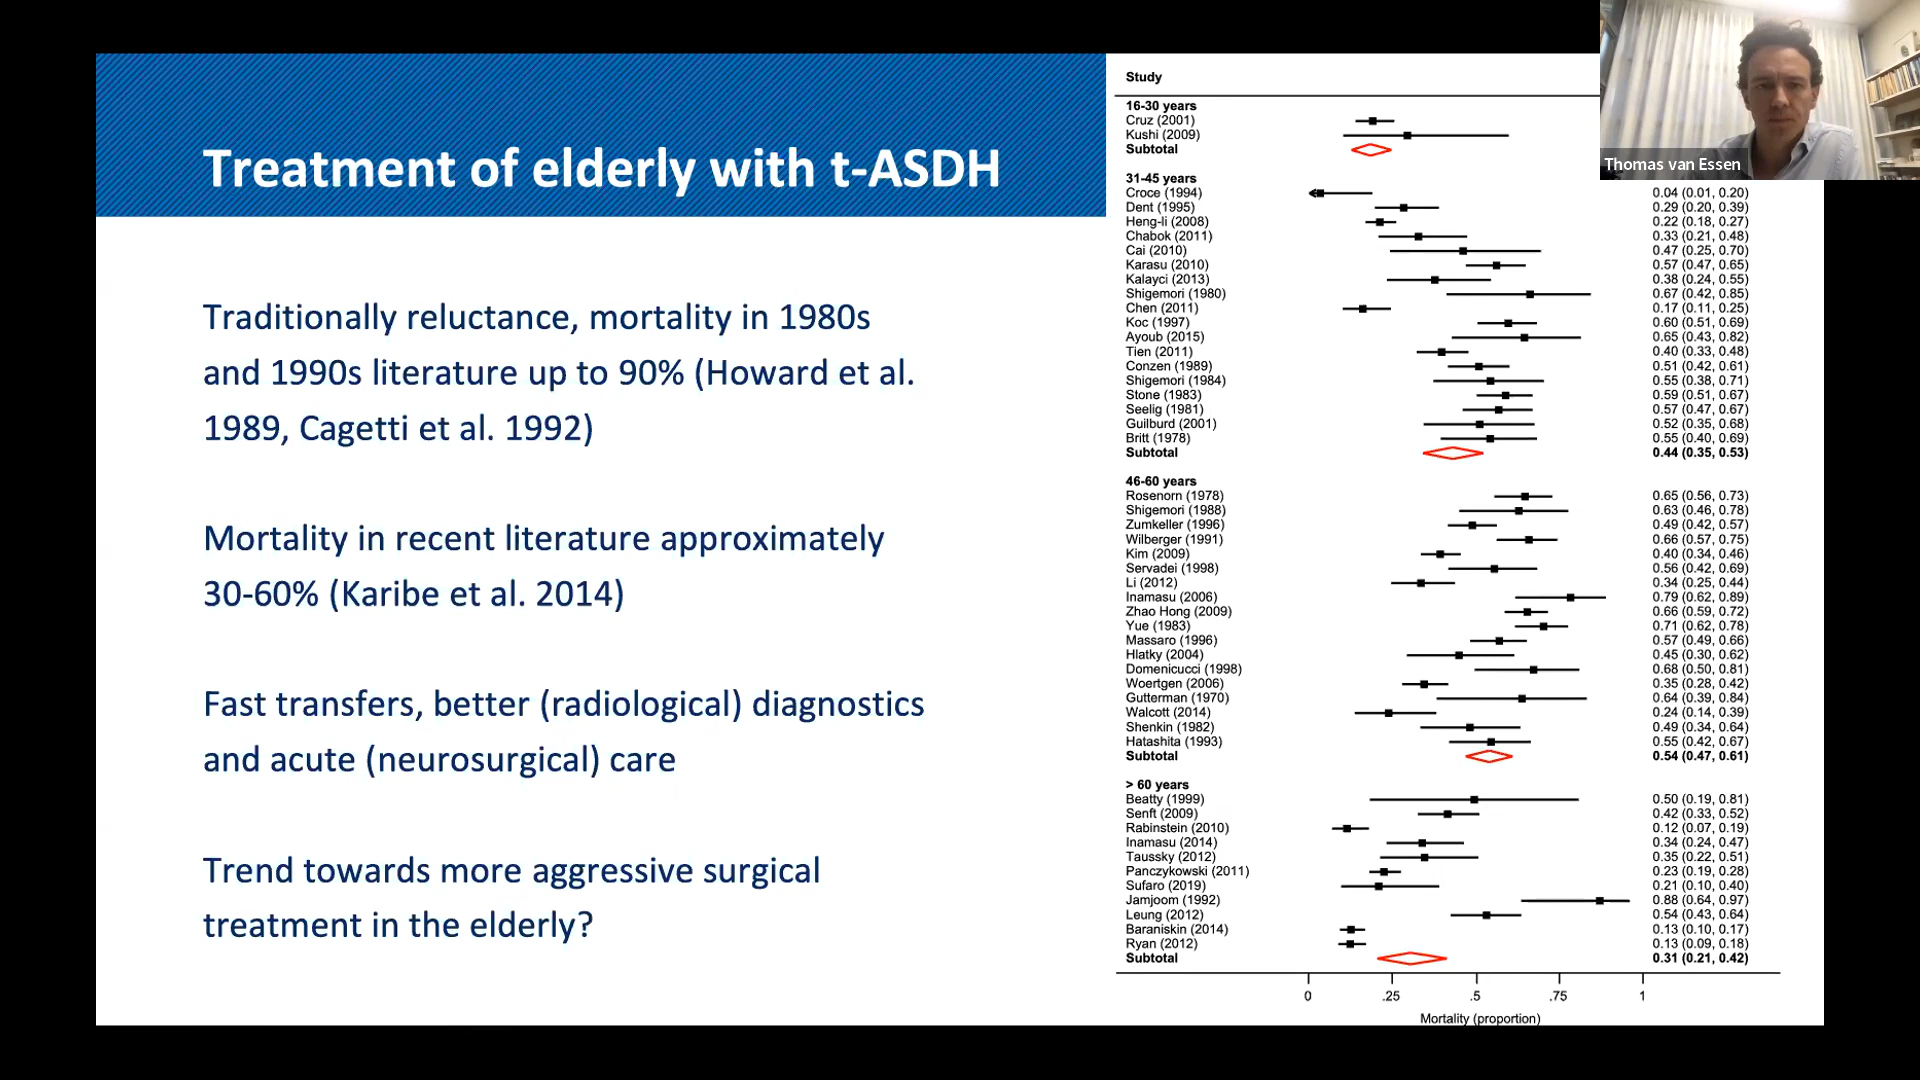 Treatment of elderly with t-ASDH
Traditionally reluctance, mortality in 1980s
and 1990s literature up to 90% (Howard et al.
1989, Cagetti et al. 1992)
Mortality in recent literature approximately
30-60% (Karibe et al. 2014)
Fast transfers, better (radiological) diagnostics
and acute (neurosurgical) care
Trend towards more aggressive surgical
treatment in the elderly?
Study
16-30 years
Cruz (2001)
Kushi (2009)
Subtotal
31-45 years
Croce (1994) 0.04 (0.01, 0.20)
Dent (1995) 0.29 (0.20, 0.39)
Heng-li (2008) 0.22 (0.18, 0.27)
Chabok (2011) 0.33 (0.21, 0.48)
Cai (2010) 0.47 (0.25, 0.70)
Karasu (2010) 0.57 (0.47, 0.65)
Kalayci (2013) 0.38 (0.24, 0.55)
Shigemori (1980) 0.67 (0.42, 0.85)
Chen (2011) 0.17 (0.11, 0.25)
Koc (1997) 0.60 (0.51, 0.69)
Ayoub (2015) 0.65 (0.43, 0.82)
Tien (2011) 0.40 (0.33, 0.48)
Conzen (1989) 0.51 (0.42, 0.61)
Shigemori (1984) 0.55 (0.38, 0.71)
Stone (1983) 0.59 (0.51, 0.67)
Seelig (1981) 0.57 (0.47, 0.67)
Guilburd (2001) 0.52 (0.35, 0.68)
Britt (1978) 0.55 (0.40, 0.69)
Subtotal 0.44 (0.35, 0.53)
46-60 years
Rosenorn (1978) 0.65 (0.56, 0.73)
Shigemori (1988) 0.63 (0.46, 0.78)
Zumkeller (1996) 0.49 (0.42, 0.57)
Wilberger (1991) 0.66 (0.57, 0.75)
Kim (2009) 0.40 (0.34, 0.46)
Servadei (1998) 0.56 (0.42, 0.69)
Li (2012) 0.34 (0.25, 0.44)
Inamasu (2006) 0.79 (0.62, 0.89)
Zhao Hong (2009) 0.66 (0.59, 0.72)
Yue (1983) 0.71 (0.62, 0.78)
Massaro (1996) 0.57 (0.49, 0.66)
Hlatky (2004) 0.45 (0.30, 0.62)
Domenicucci (1998) 0.68 (0.50, 0.81)
Woertgen (2006) 0.35 (0.28, 0.42)
Gutterman (1970) 0.64 (0.39, 0.84)
Walcott (2014) 0.24 (0.14, 0.39)
Shenkin (1982) 0.49 (0.34, 0.64)
Hatashita (1993) 0.55 (0.42, 0.67)
Subtotal 0.54 (0.47, 0.61)
> 60 years
Beatty (1999) 0.50 (0.19, 0.81)
Senft (2009) 0.42 (0.33, 0.52)
Rabinstein (2010) 0.12 (0.07, 0.19)
Inamasu (2014) 0.34 (0.24, 0.47)
Taussky (2012) 0.35 (0.22, 0.51)
Panczykowski (2011) 0.23 (0.19, 0.28)
Sufaro (2019) 0.21 (0.10, 0.40)
Jamjoom (1992) 0.88 (0.64, 0.97)
Leung (2012) 0.54 (0.43, 0.64)
Baraniskin (2014) 0.13 (0.10, 0.17)
Ryan (2012) 0.13 (0.09, 0.18)
Subtotal 0.31 (0.21, 0.42)
0 .25 .5 .75 1
Mortality (proportion)
Thomas van Essen